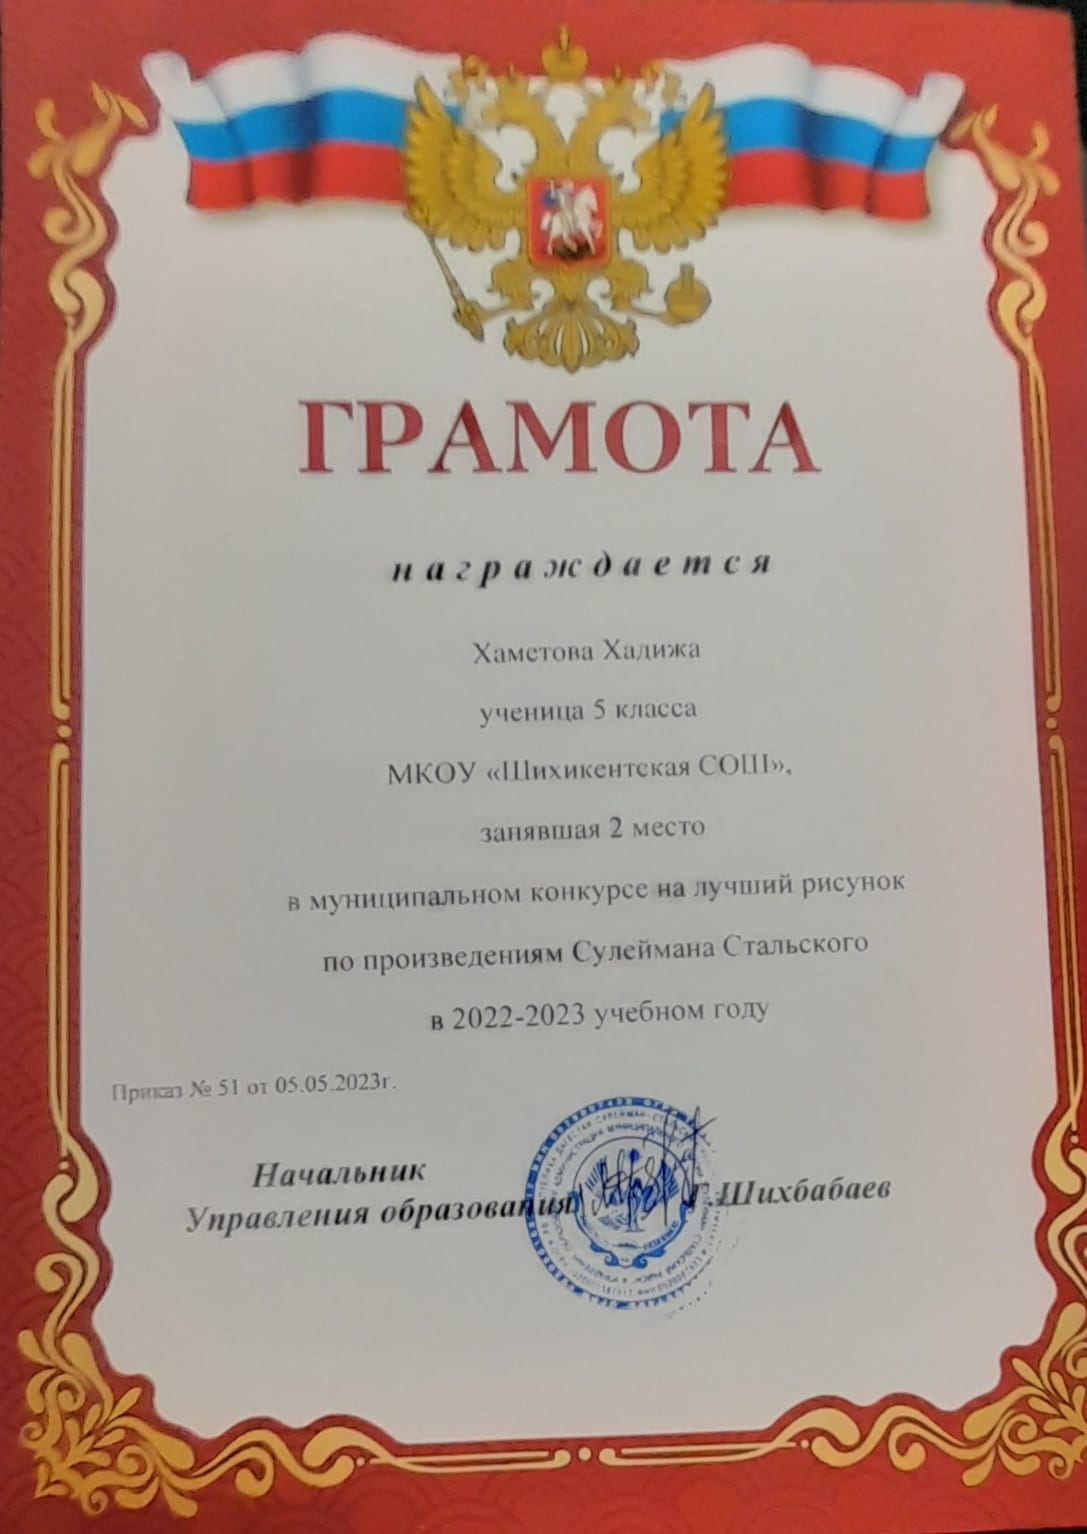 ГРАМОТА
награждается
Хаметова Хадижа
ученица 5 класса
МКОУ «Шихикентская СОШ»,
занявшая 2 место
в муниципальном конкурсе на лучший рисунок
по произведениям Сулеймана Стальского
в 2022-2023 учебном году
Приказ № 51 от 05.05.2023г.
Начальник
Управления образования Шихбабаев